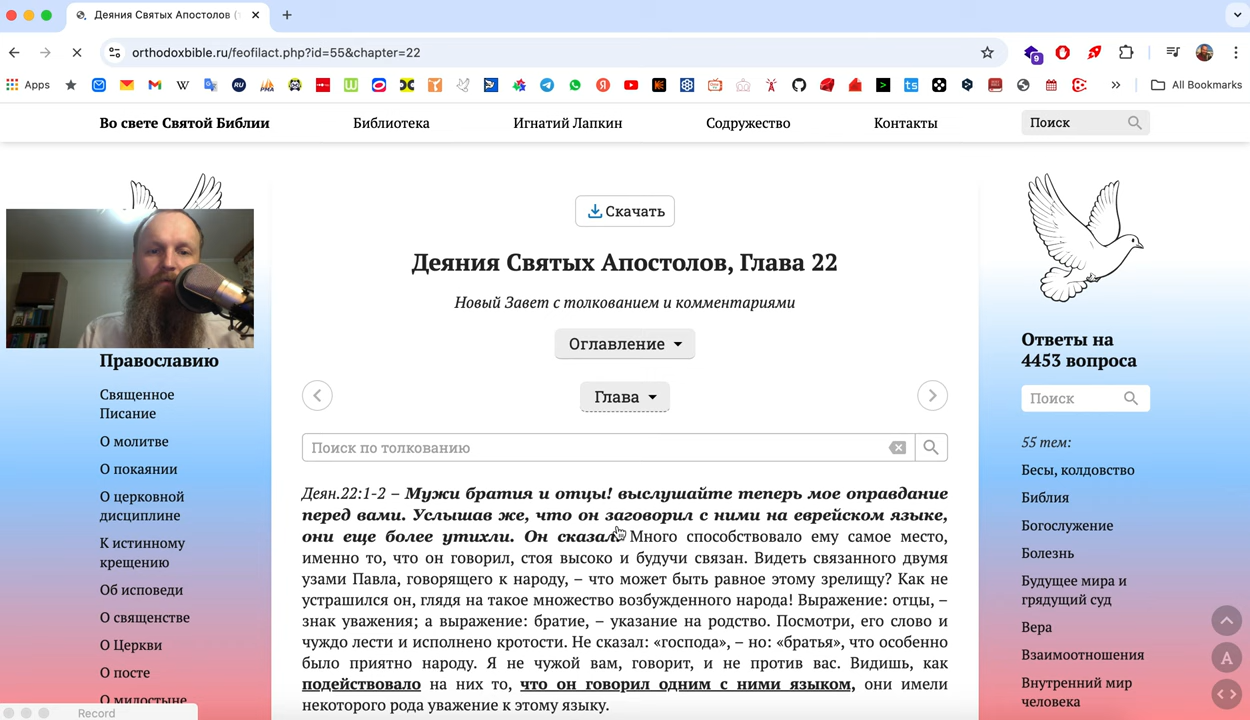 Деяния Святых Апостолов (
orthodoxbible.ru/feofilact.php?id=55&chapter=22
9
Apps
All Bookmarks
Во свете Святой Библии
Библиотека
Игнатий Лапкин
Содружество
Контакты
Поиск
Скачать
Деяния Святых Апостолов, Глава 22
Новый Завет с толкованием и комментариями
Оглавление
Глава
Поиск по толкованию
Деян.22:1-2 – Мужи братия и отцы! выслушайте теперь мое оправдание
перед вами. Услышав же, что он заговорил с ними на еврейском языке,
они еще более утихли. Он сказал: Много способствовало ему самое место,
именно то, что он говорил, стоя высоко и будучи связан. Видеть связанного двумя
узами Павла, говорящего к народу, – что может быть равное этому зрелищу? Как не
устрашился он, глядя на такое множество возбужденного народа! Выражение: отцы, –
знак уважения; а выражение: братие, – указание на родство. Посмотри, его слово и
чуждо лести и исполнено кротости. Не сказал: «господа», – но: «братья», что особенно
было приятно народу. Я не чужой вам, говорит, и не против вас. Видишь, как
подействовало на них то, что он говорил одним с ними языком, они имели
некоторого рода уважение к этому языку.
Православию
Священное
Писание
О молитве
О покаянии
О церковной
дисциплине
К истинному
крещению
Об исповеди
О священстве
О Церкви
О посте
О милостыне
Record
Ответы на
4453 вопроса
Поиск
55 тем:
Бесы, колдовство
Библия
Богослужение
Болезнь
Будущее мира и
грядущий суд
Вера
Взаимоотношения
Внутренний мир
человека
A